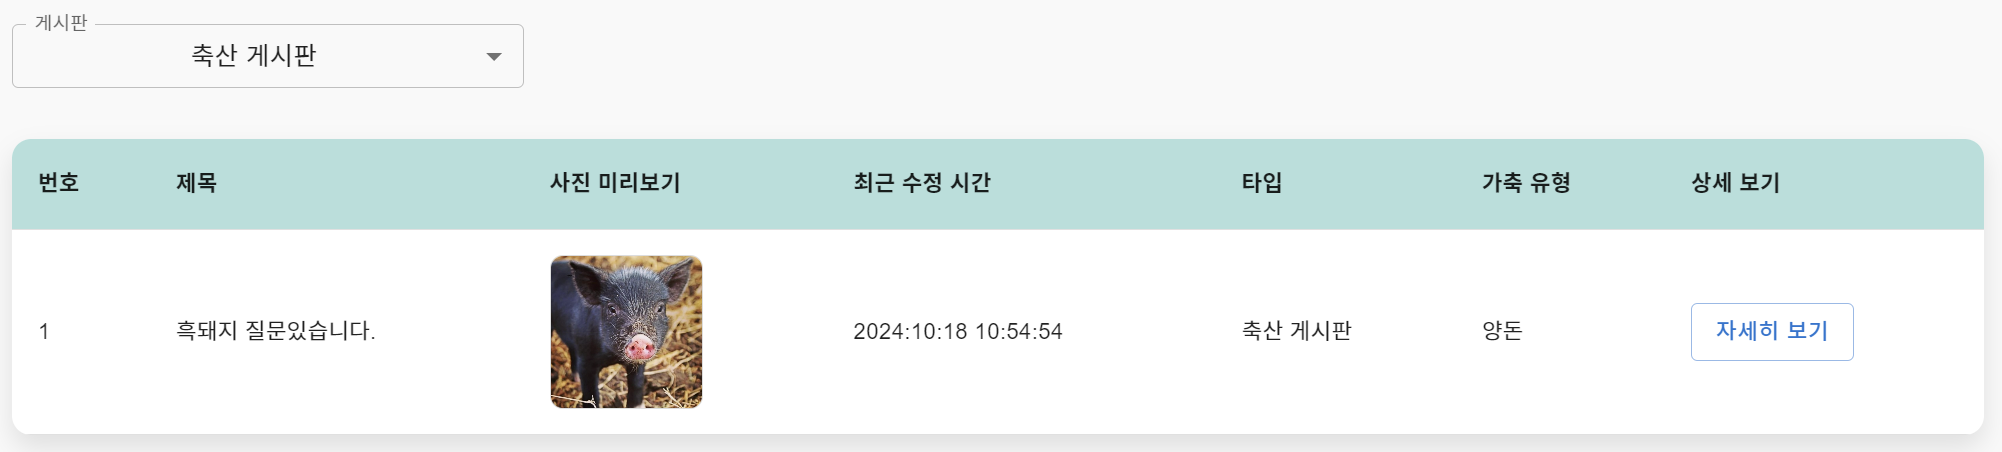 게시판
축산 게시판
번호 제목 사진 미리보기 최근 수정 시간 타입 가축 유형 상세 보기
1 흑돼지 질문있습니다. 2024:10:18 10:54:54 축산 게시판 양돈 자세히 보기